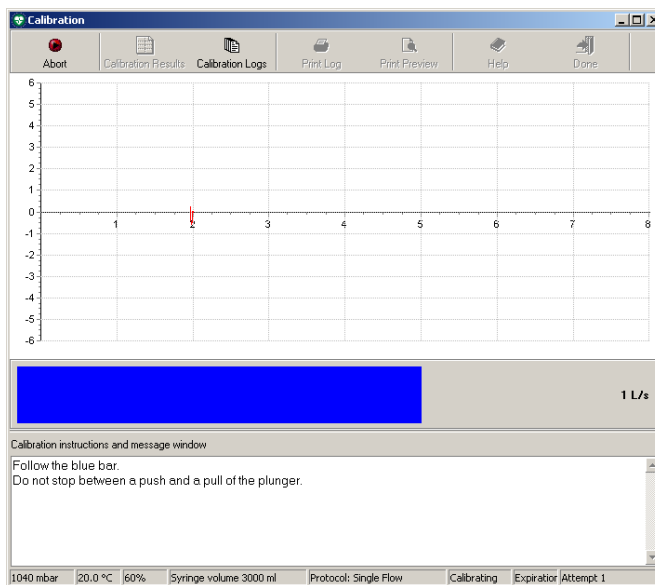 Calibration
Abort Calibration Results Calibration Logs Print Log Print Preview Help Done
6
5
4
3
2
1
0
1 2 3 4 5 6 7 8
-1
-2
-3
-4
-5
-6
1 L/s
Calibration instructions and message window
Follow the blue bar.
Do not stop between a push and a pull of the plunger.
1040 mbar 20.0 °C 60% Syringe volume 3000 ml Protocol: Single Flow Calibrating Expiration Attempt 1